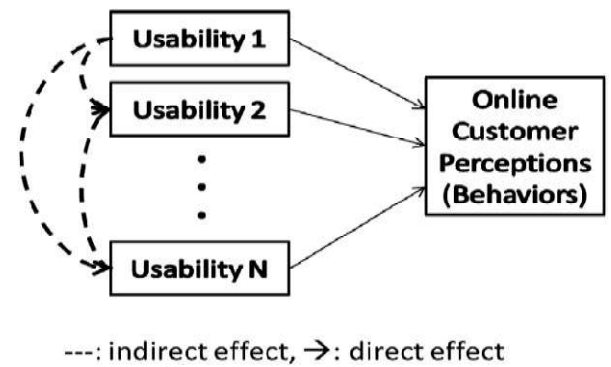 Usability 1
Usability 2
Usability N
Online
Customer
Perceptions
(Behaviors)
---: indirect effect, →: direct effect